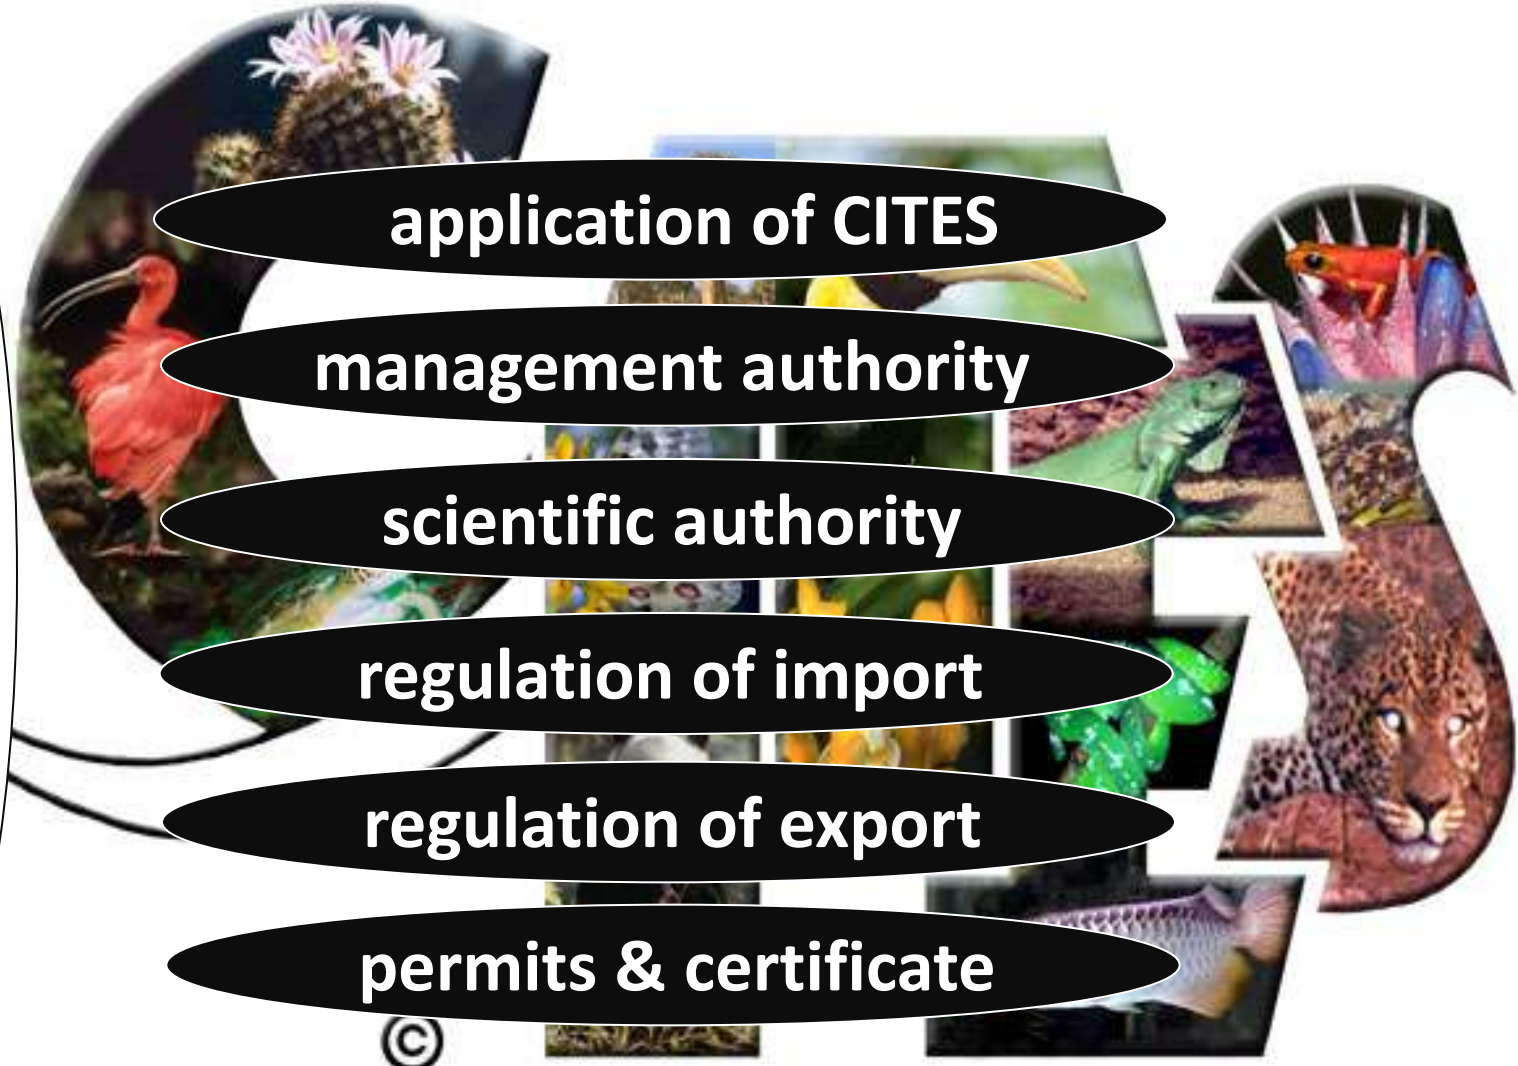 application of CITES
management authority
scientific authority
regulation of import
regulation of export
permits & certificate
©